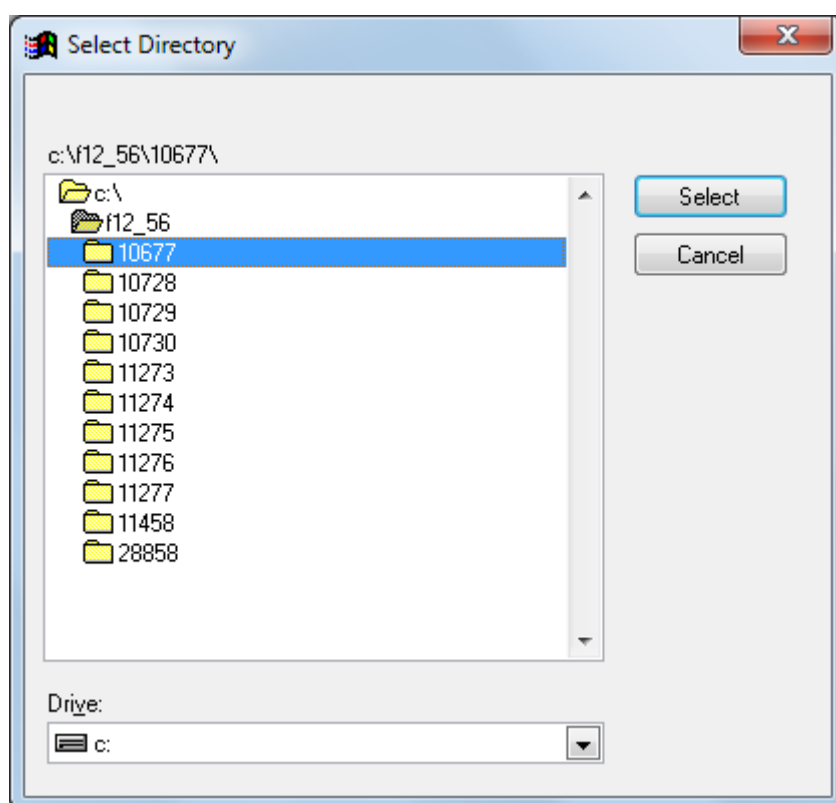 Select Directory
c:\f12_56\10677\
c:\
f12_56
10677
10728
10729
10730
11273
11274
11275
11276
11277
11458
28858
Select
Cancel
Drive:
c: